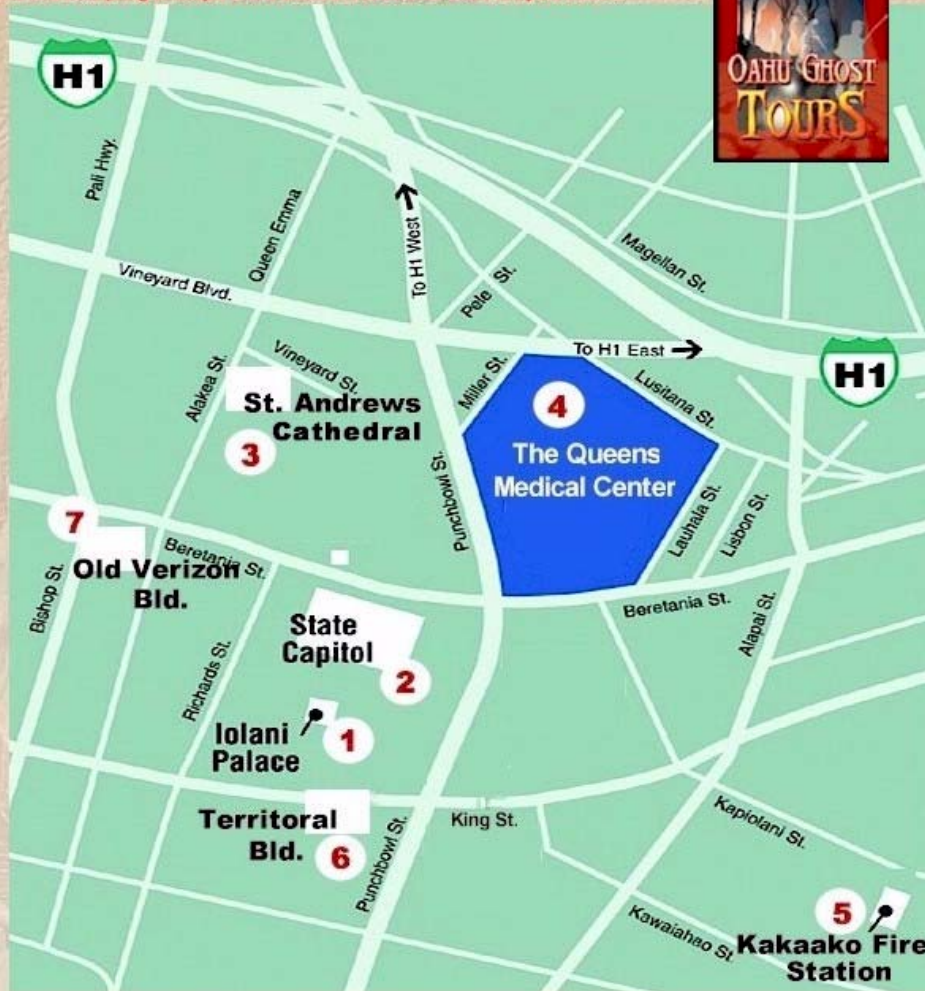 OAHU GHOST
TOURS
H1
Pali Hwy.
Queen Emma
To H1 West
Magellan St.
Vineyard Blvd.
Pele St.
To H1 East
H1
Miller St.
Lusitana St.
Vineyard St.
Alakea St.
St. Andrews
Cathedral
3
4
The Queens
Medical Center
Punchbowl St.
Lauhala St.
Lisbon St.
7
Old Verizon
Bld.
Beretania St.
Bishop St.
Beretania St.
Alapai St.
State
Capitol
2
Richards St.
Iolani
Palace
1
Territoral
Bld.
6
King St.
Punchbowl St.
Kapiolani St.
Kawaiahao St.
5
Kakaako Fire
Station